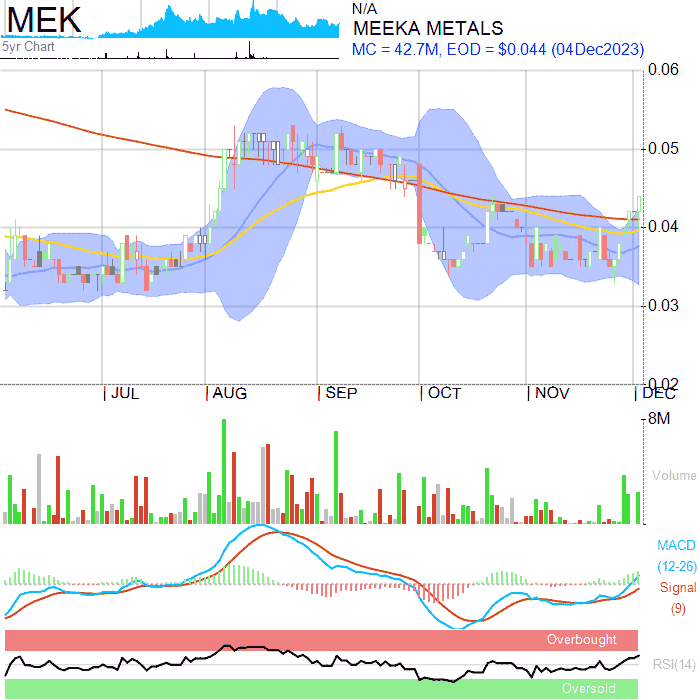 MEK
N/A
MEEKA METALS
5yr Chart
MC = 42.7M, EOD = $0.044 (04Dec2023)
0.06
0.05
0.04
0.03
0.02
JUL AUG SEP OCT NOV DEC
8M
Volume
MACD
(12-26)
Signal
(9)
Overbought
RSI(14)
Oversold